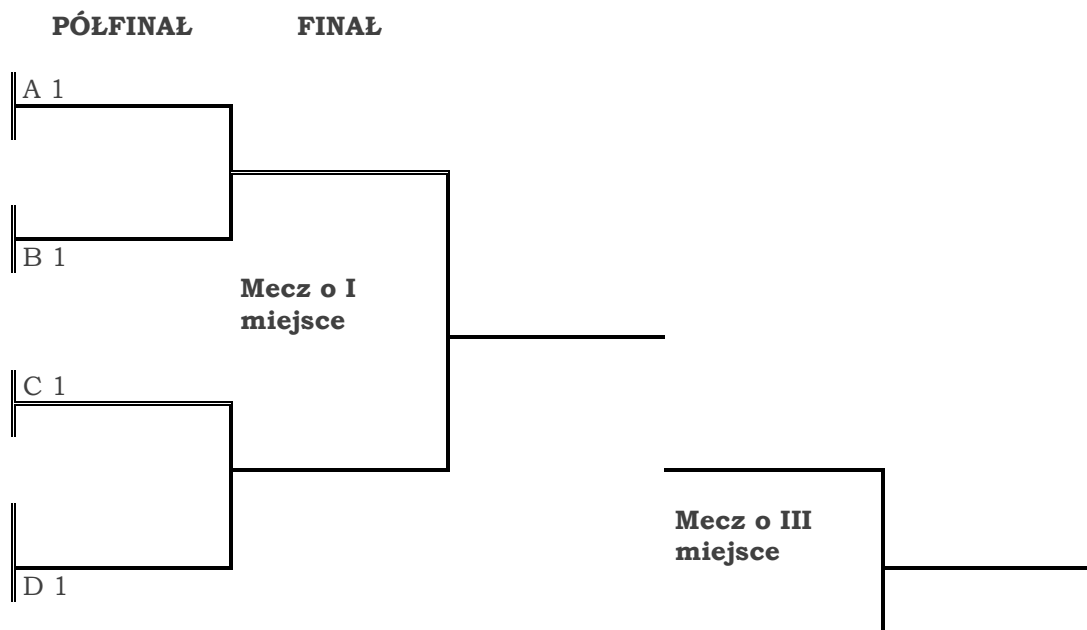 PÓŁFINAŁ FINAŁ
A 1
B 1
Mecz o I
miejsce
C 1
Mecz o III
miejsce
D 1